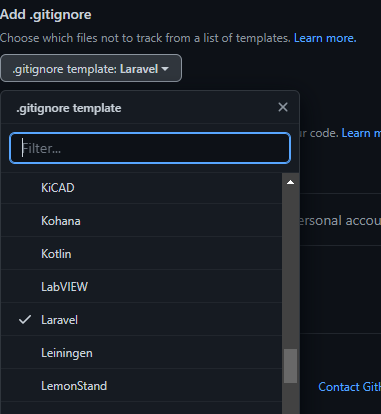 Add .gitignore
Choose which files not to track from a list of templates. Learn more.
.gitignore template: Laravel
.gitignore template
Filter...
code. Learn m
KiCAD
Kohana
ersonal accou
Kotlin
LabVIEW
Laravel
Leiningen
LemonStand
Contact Gith